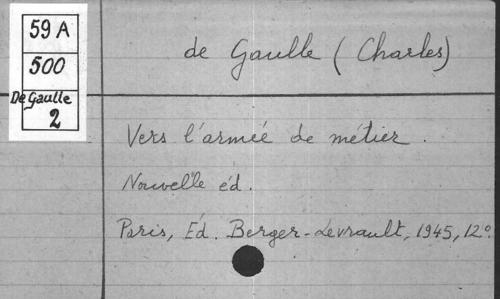 59 A
500
De Gaulle
2
de Gaulle (Charles)
Vers l'armée de métier.
Nouvelle éd.
Paris, Éd. Berger-Levrault, 1945, 12°.